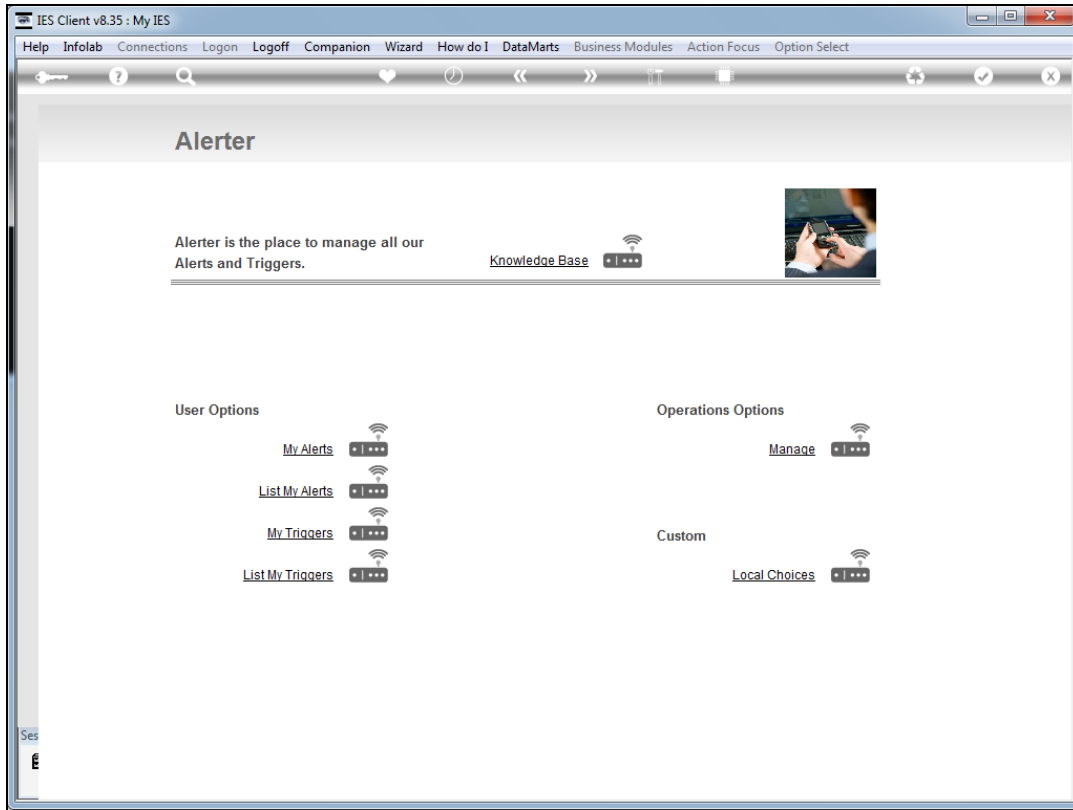 IES Client v8.35 : My IES
Help Infolab Connections Logon Logoff Companion Wizard How do I DataMarts Business Modules Action Focus Option Select
Alerter
Alerter is the place to manage all our
Alerts and Triggers.
Knowledge Base
User Options
My Alerts
List My Alerts
My Triggers
List My Triggers
Operations Options
Manage
Custom
Local Choices
Ses